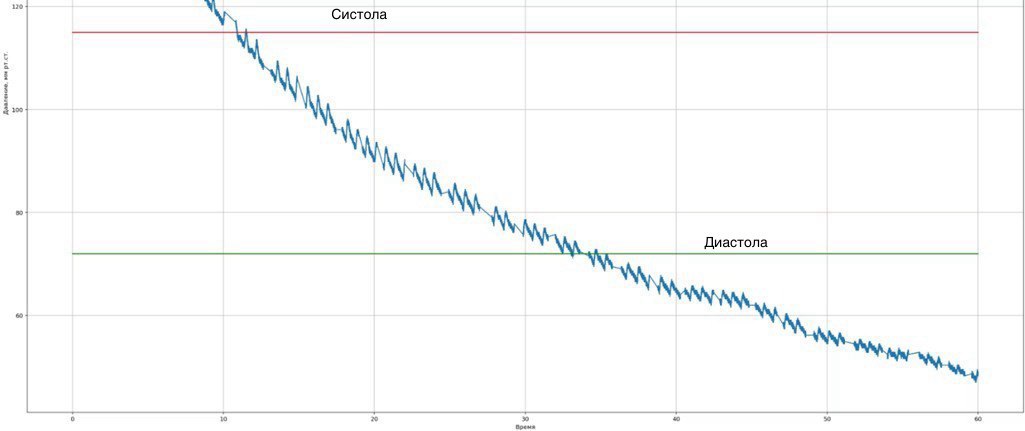 120
Систола
Давление, мм рт.ст.
100
80
Диастола
60
0 10 20 30 40 50 60
Время